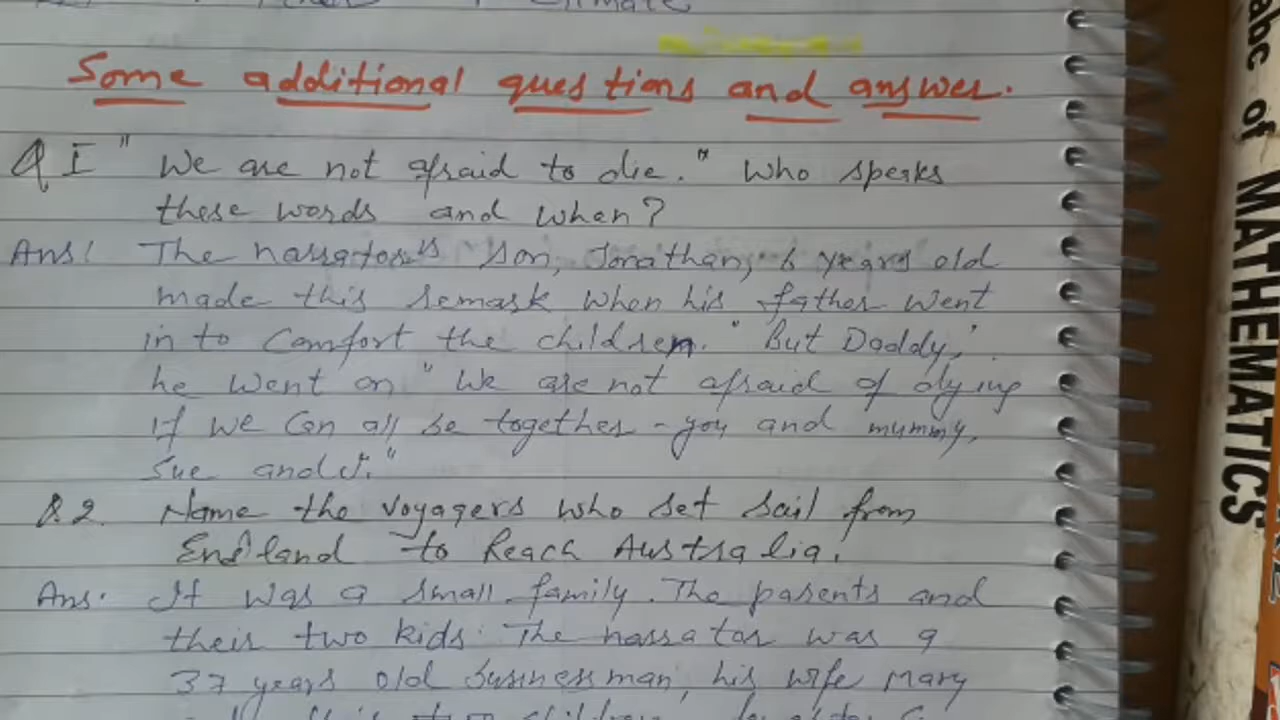 Climate
Some additional questions and answer.
Q I "We are not afraid to die." Who speaks
these words and when?
Ans! The narrator's son, Jonathan, 6 years old
made this remark when his father went
in to comfort the children. "But Daddy,"
he went on "We are not afraid of dying
if we can all be together - you and mummy,
Sue and I."
Q 2. Name the voyagers who set sail from
England to Reach Australia.
Ans. It was a small family. The parents and
their two kids. The narrator was a
37 years old businessman, his wife Mary
abc of MATHEMATICS